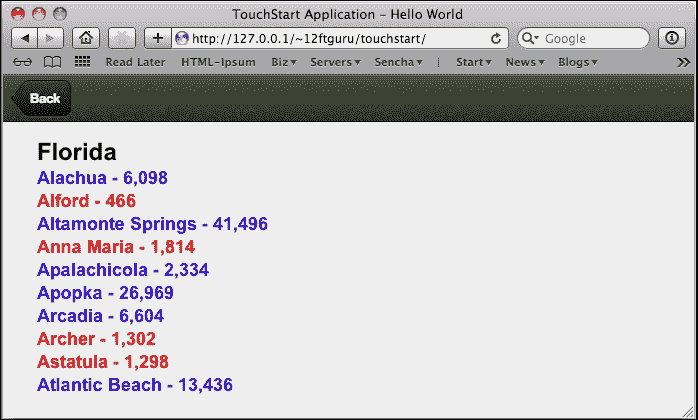 TouchStart Application – Hello World
http://127.0.0.1/~12ftguru/touchstart/
Google
Read Later HTML-Ipsum Biz Servers Sencha Start News Blogs
Back
Florida
Alachua - 6,098
Alford - 466
Altamonte Springs - 41,496
Anna Maria - 1,814
Apalachicola - 2,334
Apopka - 26,969
Arcadia - 6,604
Archer - 1,302
Astatula - 1,298
Atlantic Beach - 13,436